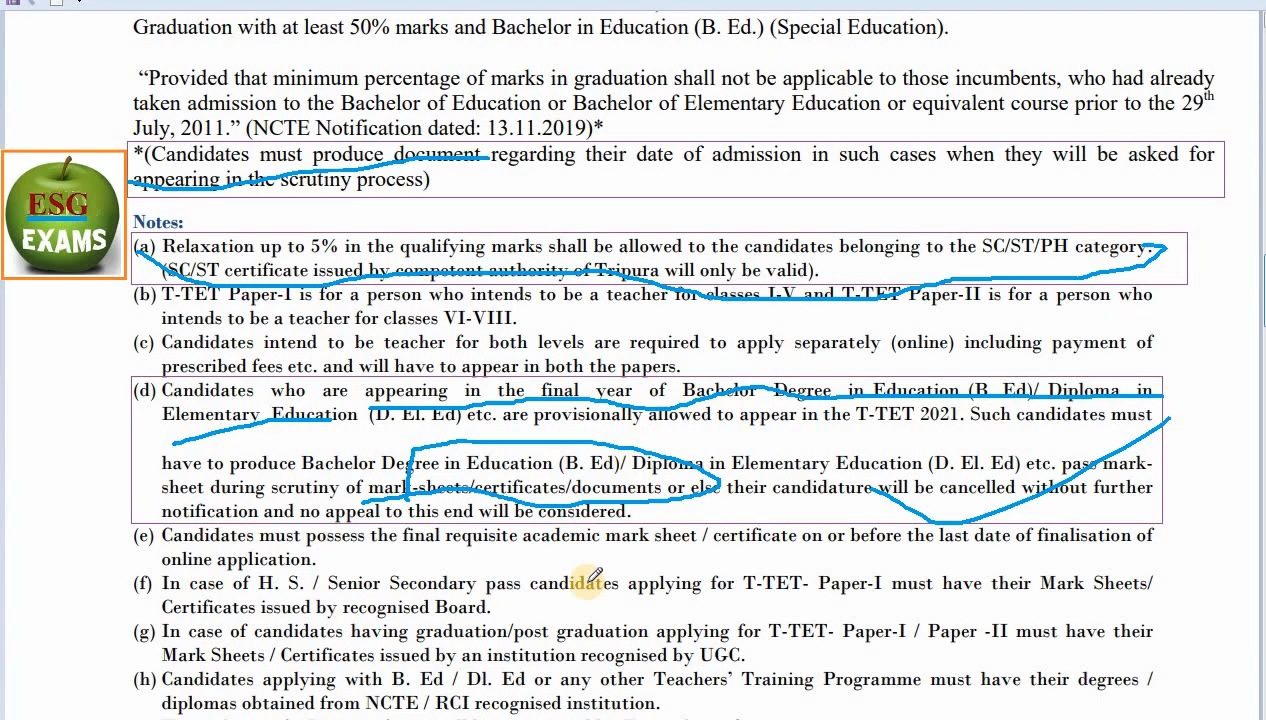 Graduation with at least 50% marks and Bachelor in Education (B. Ed.) (Special Education).
“Provided that minimum percentage of marks in graduation shall not be applicable to those incumbents, who had already
taken admission to the Bachelor of Education or Bachelor of Elementary Education or equivalent course prior to the 29th
July, 2011.” (NCTE Notification dated: 13.11.2019)*
*(Candidates must produce document regarding their date of admission in such cases when they will be asked for
appearing in the scrutiny process)
ESG
EXAMS
Notes:
(a) Relaxation up to 5% in the qualifying marks shall be allowed to the candidates belonging to the SC/ST/PH category.
(SC/ST certificate issued by competent authority of Tripura will only be valid).
(b) T-TET Paper-I is for a person who intends to be a teacher for classes I-V and T-TET Paper-II is for a person who
intends to be a teacher for classes VI-VIII.
(c) Candidates intend to be teacher for both levels are required to apply separately (online) including payment of
prescribed fees etc. and will have to appear in both the papers.
(d) Candidates who are appearing in the final year of Bachelor Degree in Education (B. Ed)/ Diploma in
Elementary Education (D. El. Ed) etc. are provisionally allowed to appear in the T-TET 2021. Such candidates must
have to produce Bachelor Degree in Education (B. Ed)/ Diploma in Elementary Education (D. El. Ed) etc. pass mark-
sheet during scrutiny of mark-sheets/certificates/documents or else their candidature will be cancelled without further
notification and no appeal to this end will be considered.
(e) Candidates must possess the final requisite academic mark sheet / certificate on or before the last date of finalisation of
online application.
(f) In case of H. S. / Senior Secondary pass candidates applying for T-TET- Paper-I must have their Mark Sheets/
Certificates issued by recognised Board.
(g) In case of candidates having graduation/post graduation applying for T-TET- Paper-I / Paper -II must have their
Mark Sheets / Certificates issued by an institution recognised by UGC.
(h) Candidates applying with B. Ed / Dl. Ed or any other Teachers’ Training Programme must have their degrees /
diplomas obtained from NCTE / RCI recognised institution.